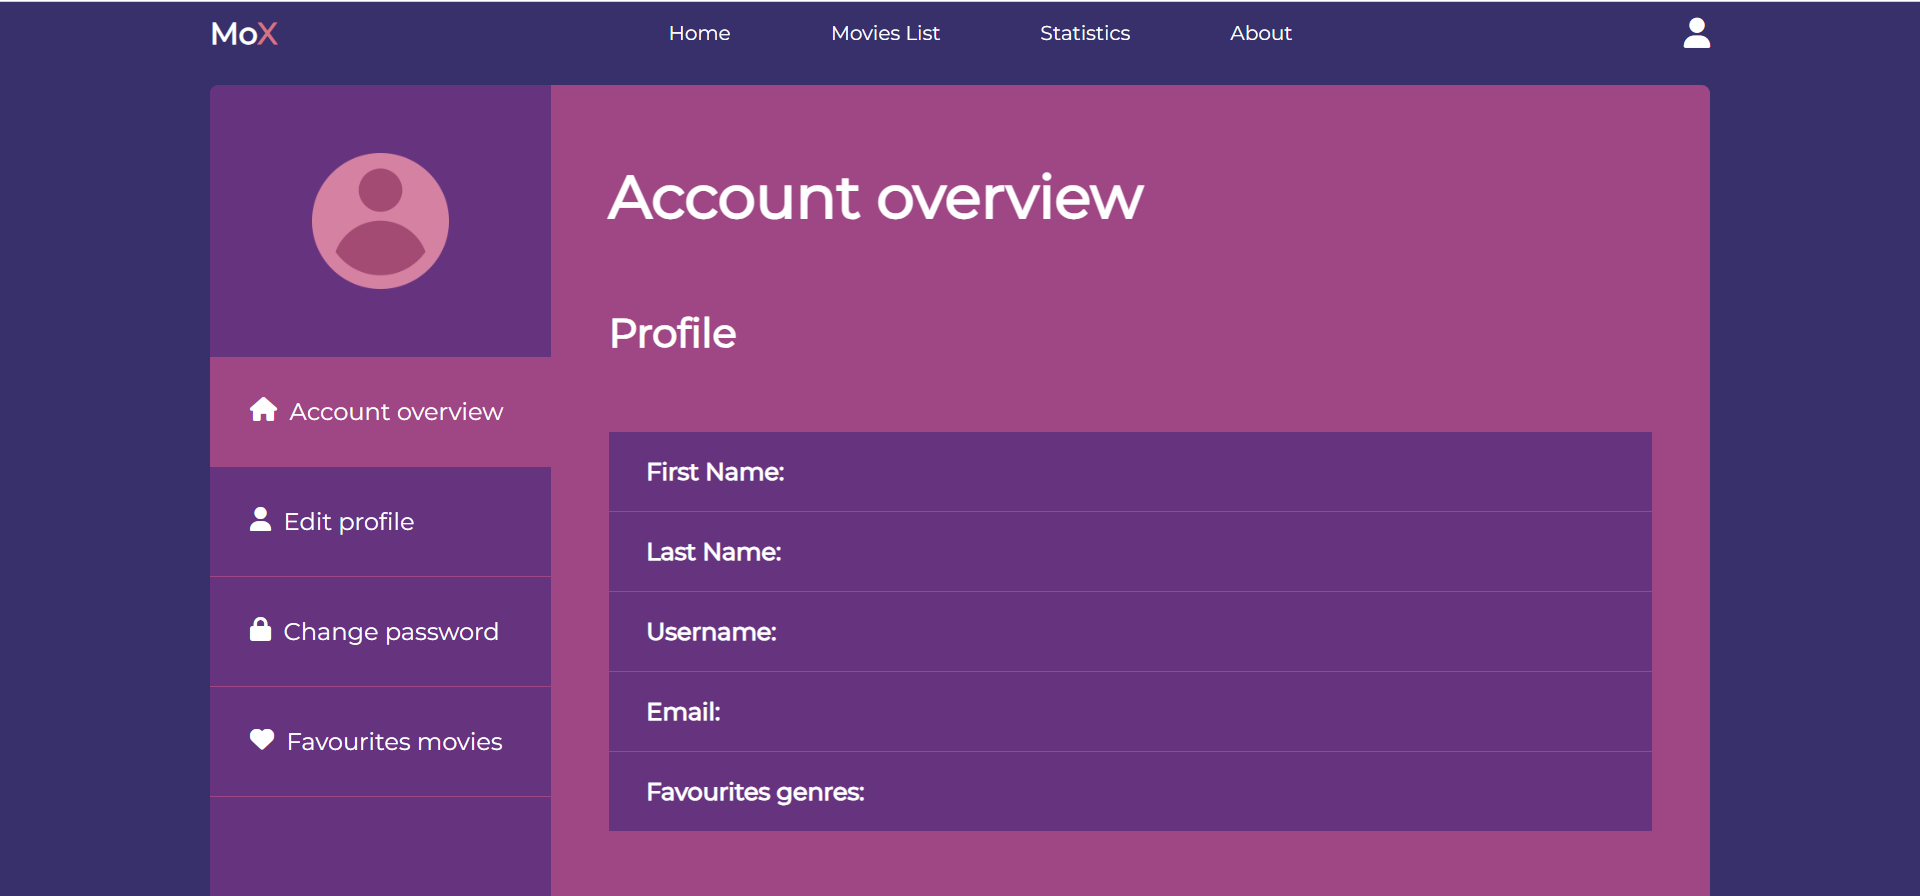 MoX
Home
Movies List
Statistics
About
Account overview
Edit profile
Change password
Favourites movies
Account overview
Profile
First Name:
Last Name:
Username:
Email:
Favourites genres: